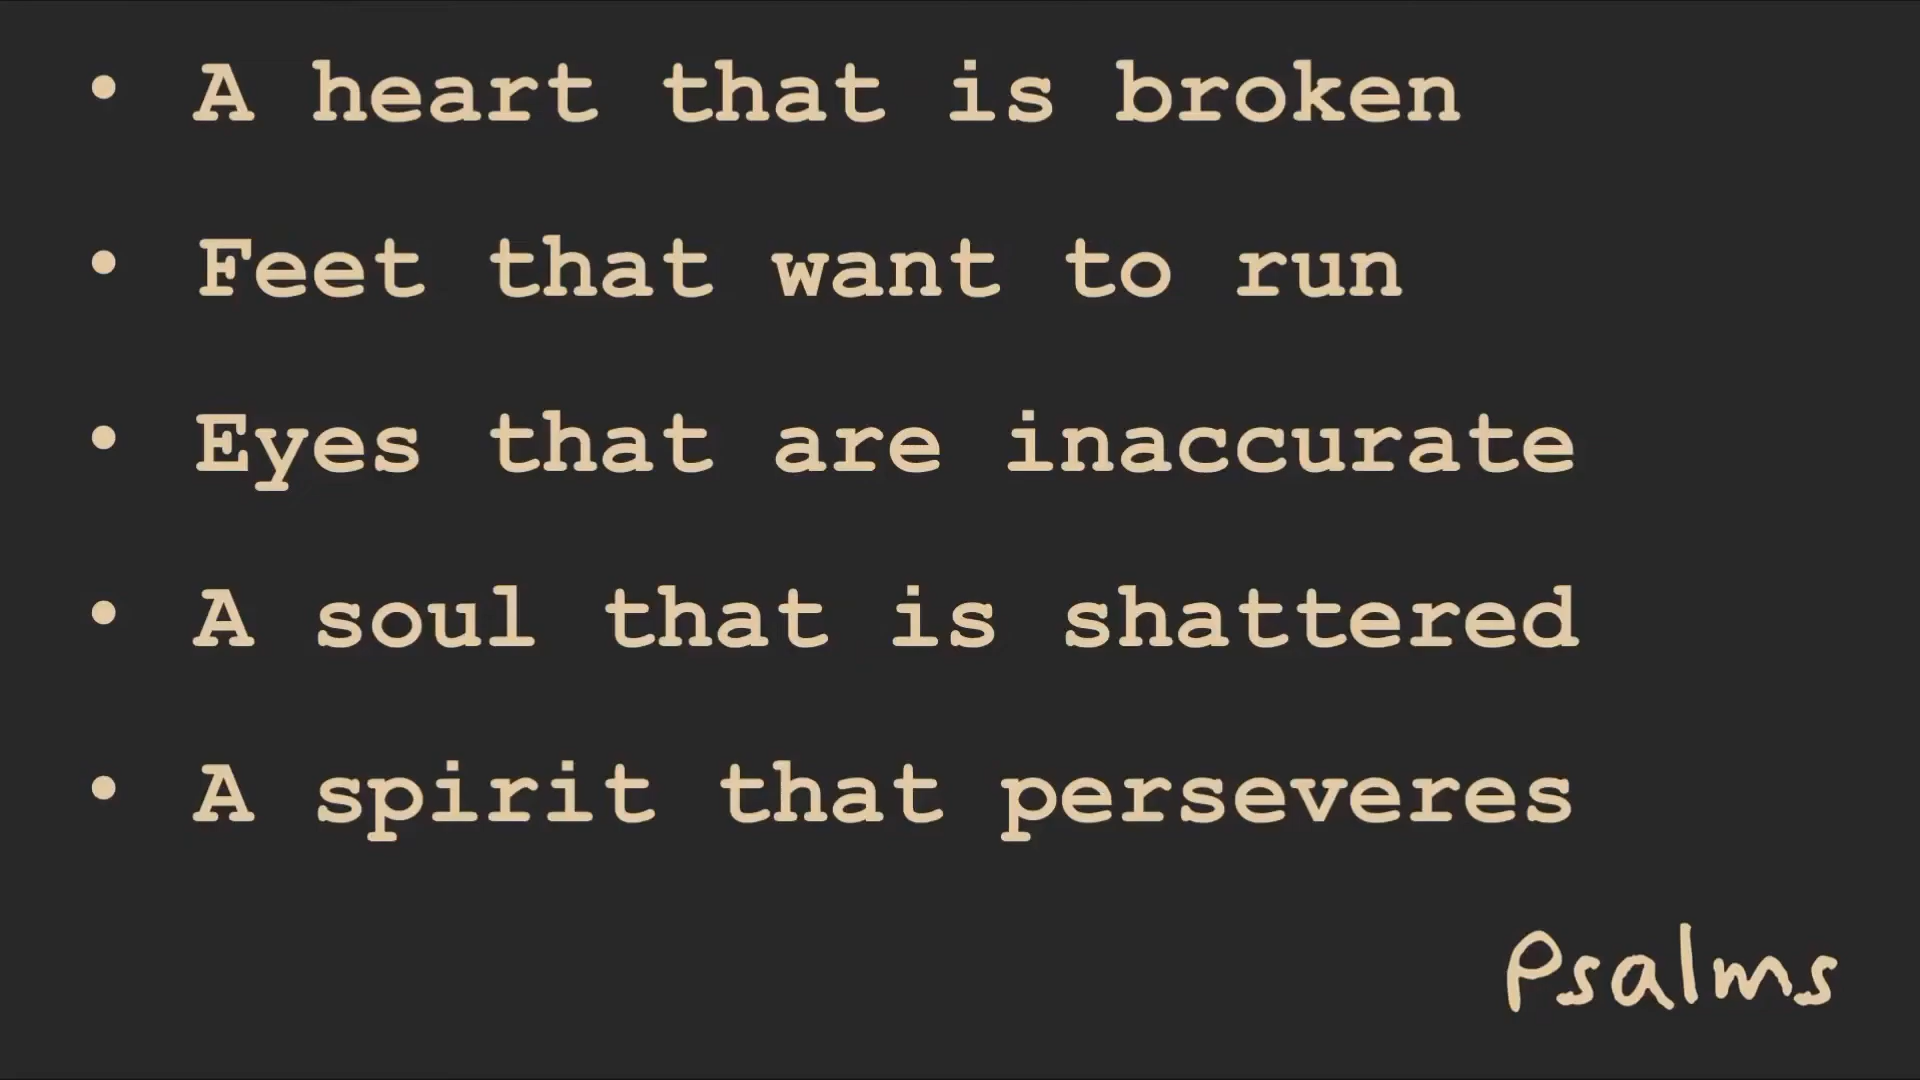 • A heart that is broken
• Feet that want to run
• Eyes that are inaccurate
• A soul that is shattered
• A spirit that perseveres
Psalms